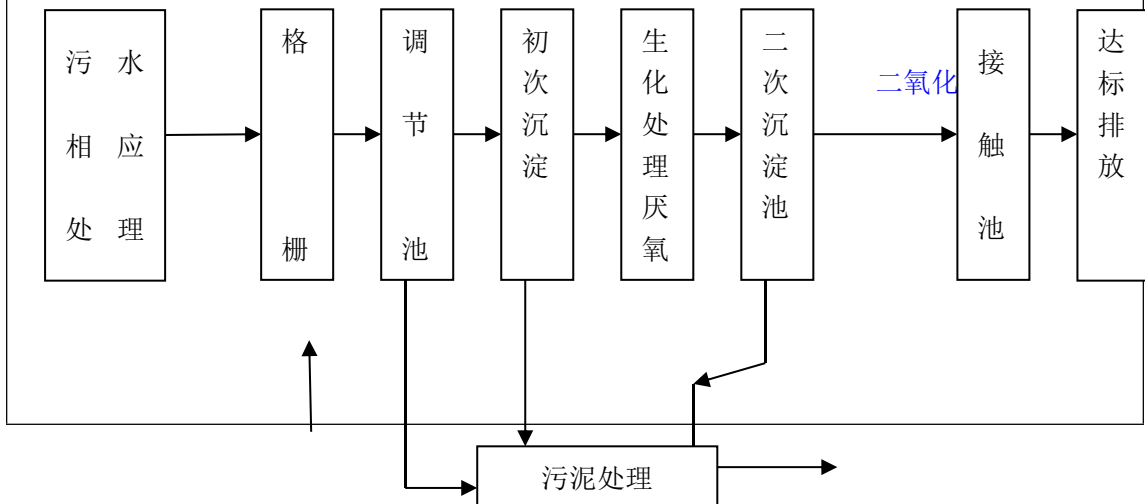 污水
相应
处理
格栅
调节池
初次沉淀
生化处理厌氧
二次沉淀池
二氧化
接触池
达标排放
污泥处理